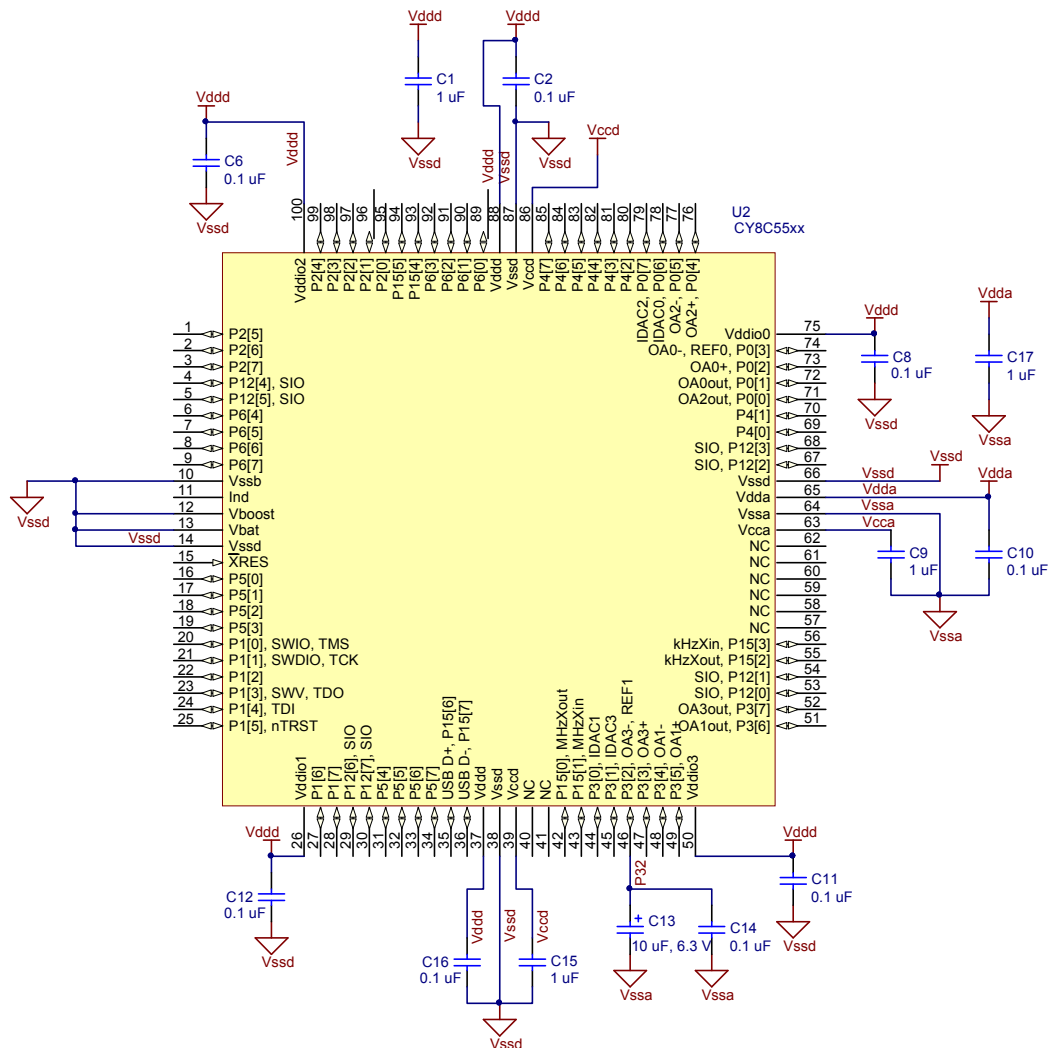 Vddd
C1
1 uF
Vssd
Vddd
C2
0.1 uF
Vssd
Vddd
C6
0.1 uF
Vssd
Vddd
Vddd
Vssd
Vccd
U2
CY8C55xx
100
99
98
97
96
95
94
93
92
91
90
89
88
87
86
85
84
83
82
81
80
79
78
77
76
Vddio2
P2[4]
P2[3]
P2[2]
P2[1]
P2[0]
P15[5]
P15[4]
P6[3]
P6[2]
P6[1]
P6[0]
Vddd
Vssd
Vccd
P4[7]
P4[6]
P4[5]
P4[4]
P4[3]
P4[2]
IDAC2, P0[7]
IDAC0, P0[6]
OA2-, P0[5]
OA2+, P0[4]
1 P2[5]
2 P2[6]
3 P2[7]
4 P12[4], SIO
5 P12[5], SIO
6 P6[4]
7 P6[5]
8 P6[6]
9 P6[7]
10 Vssb
11 Ind
12 Vboost
13 Vbat
Vssd 14 Vssd
15 XRES
16 P5[0]
17 P5[1]
18 P5[2]
19 P5[3]
20 P1[0], SWIO, TMS
21 P1[1], SWDIO, TCK
22 P1[2]
23 P1[3], SWV, TDO
24 P1[4], TDI
25 P1[5], nTRST
Vssd
Vddio0 75
OA0-, REF0, P0[3] 74
OA0+, P0[2] 73
OA0out, P0[1] 72
OA2out, P0[0] 71
P4[1] 70
P4[0] 69
SIO, P12[3] 68
SIO, P12[2] 67
Vssd 66 Vssd
Vdda 65 Vdda
Vssa 64 Vssa
Vcca 63 Vcca
NC 62
NC 61
NC 60
NC 59
NC 58
NC 57
kHzXin, P15[3] 56
kHzXout, P15[2] 55
SIO, P12[1] 54
SIO, P12[0] 53
OA3out, P3[7] 52
OA1out, P3[6] 51
Vddd
C8
0.1 uF
Vssd
Vdda
C17
1 uF
Vssa
Vssd
Vdda
C9
1 uF
C10
0.1 uF
Vssa
Vddio1
P1[6]
P1[7]
P12[6], SIO
P12[7], SIO
P5[4]
P5[5]
P5[6]
P5[7]
USB D+, P15[6]
USB D-, P15[7]
Vddd
Vssd
Vccd
NC
NC
P15[0], MHzXout
P15[1], MHzXin
P3[0], IDAC1
P3[1], IDAC3
P3[2], OA3-, REF1
P3[3], OA3+
P3[4], OA1-
P3[5], OA1+
Vddio3
26
27
28
29
30
31
32
33
34
35
36
37
38
39
40
41
42
43
44
45
46
47
48
49
50
Vddd
C12
0.1 uF
Vssd
Vddd
Vssd
Vccd
C16
0.1 uF
C15
1 uF
Vssd
P32
+
C13
10 uF, 6.3 V
Vssa
C14
0.1 uF
Vssa
Vddd
C11
0.1 uF
Vssd